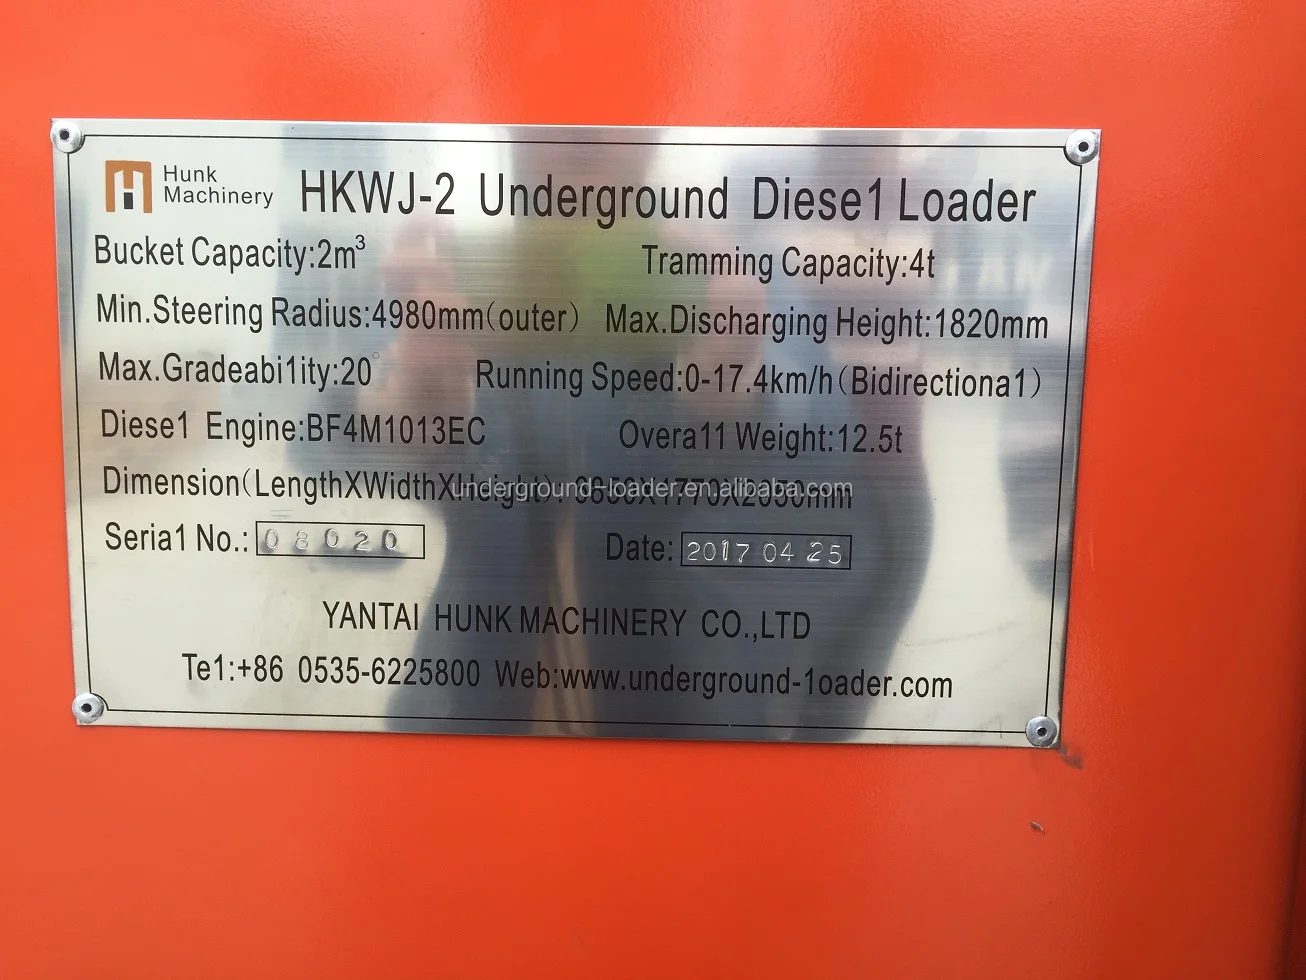 Hunk
Machinery
HKWJ-2 Underground Diese1 Loader
Bucket Capacity:2m³ Tramming Capacity:4t
Min.Steering Radius:4980mm(outer) Max.Discharging Height:1820mm
Max.Gradeabi1ity:20° Running Speed:0-17.4km/h(Bidirectiona1)
Diese1 Engine:BF4M1013EC Overa11 Weight:12.5t
Dimension(LengthXWidthXHeight):
underground-loader.en.alibaba.com
Seria1 No.: 08020 Date: 2017 04 25
YANTAI HUNK MACHINERY CO.,LTD
Te1:+86 0535-6225800 Web:www.underground-1oader.com